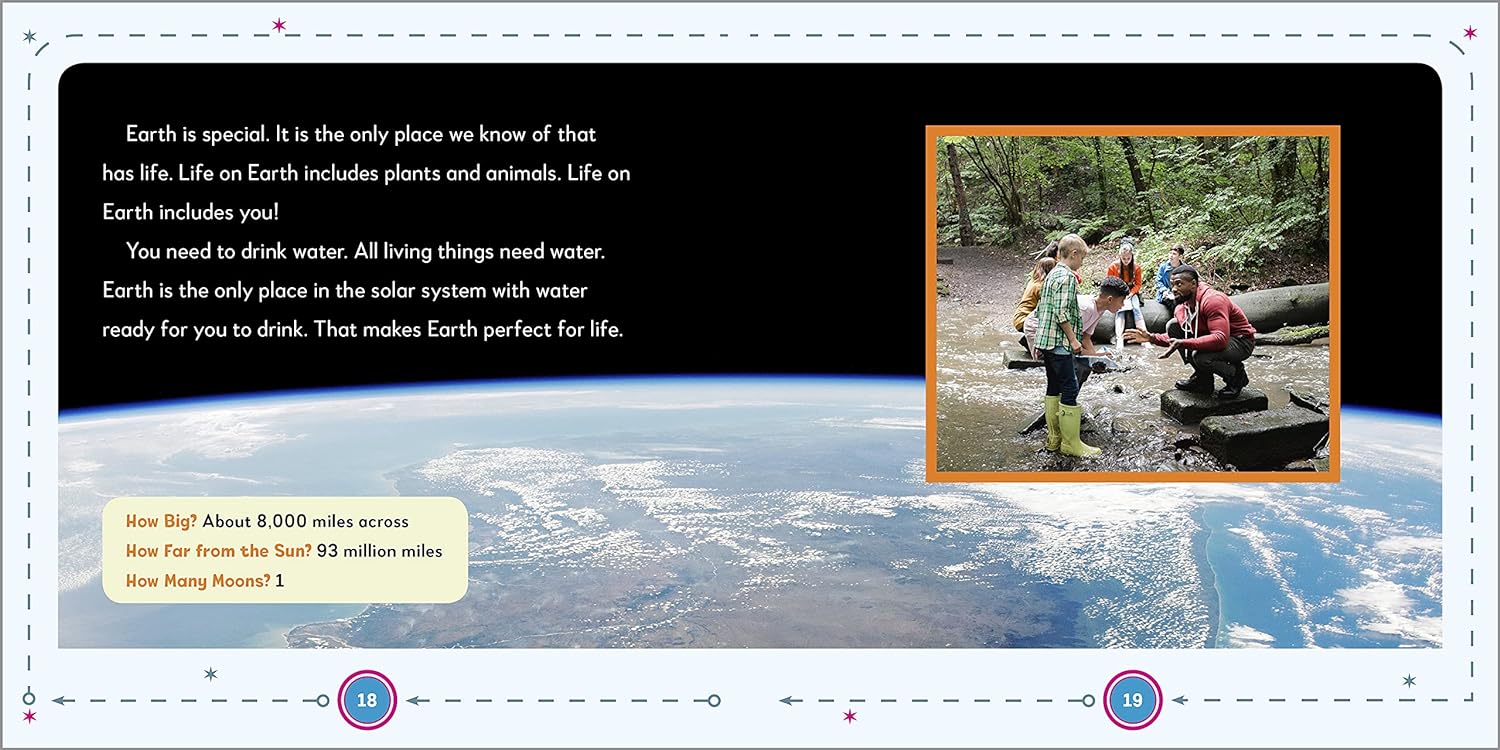 Earth is special. It is the only place we know of that
has life. Life on Earth includes plants and animals. Life on
Earth includes you!
You need to drink water. All living things need water.
Earth is the only place in the solar system with water
ready for you to drink. That makes Earth perfect for life.
How Big? About 8,000 miles across
How Far from the Sun? 93 million miles
How Many Moons? 1
18
19